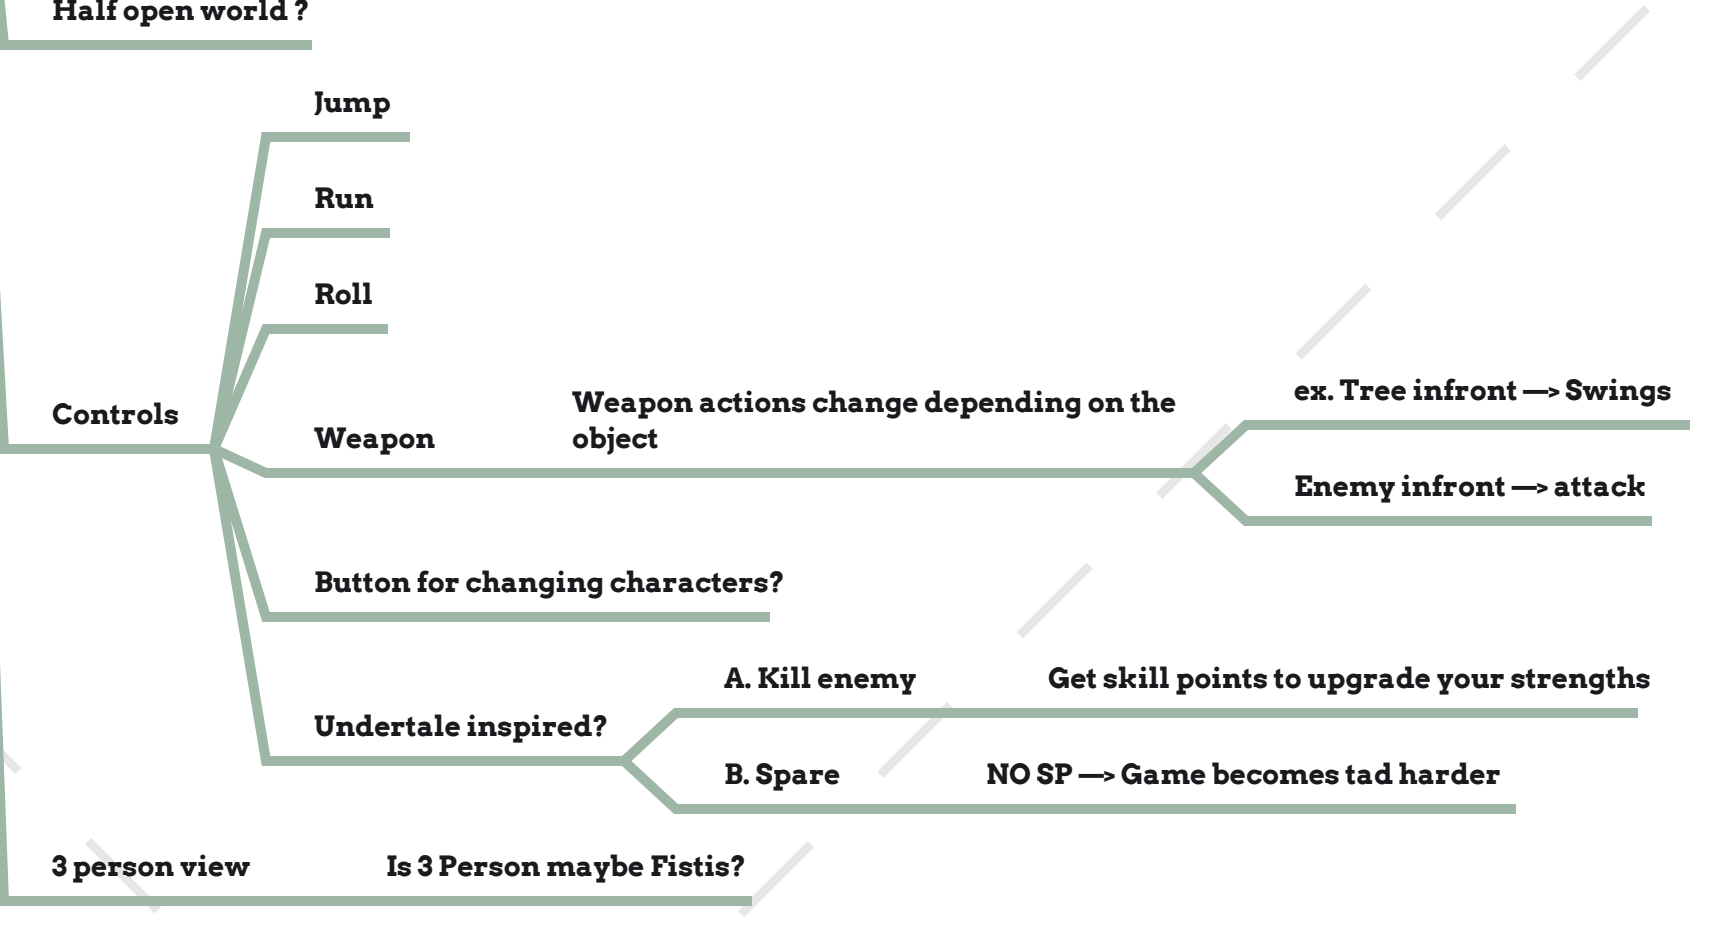 Half open world ?
Jump
Run
Roll
Controls
Weapon
Weapon actions change depending on the
object
ex. Tree infront —> Swings
Enemy infront —> attack
Button for changing characters?
Undertale inspired?
A. Kill enemy
Get skill points to upgrade your strengths
B. Spare
NO SP —> Game becomes tad harder
3 person view
Is 3 Person maybe Fistis?